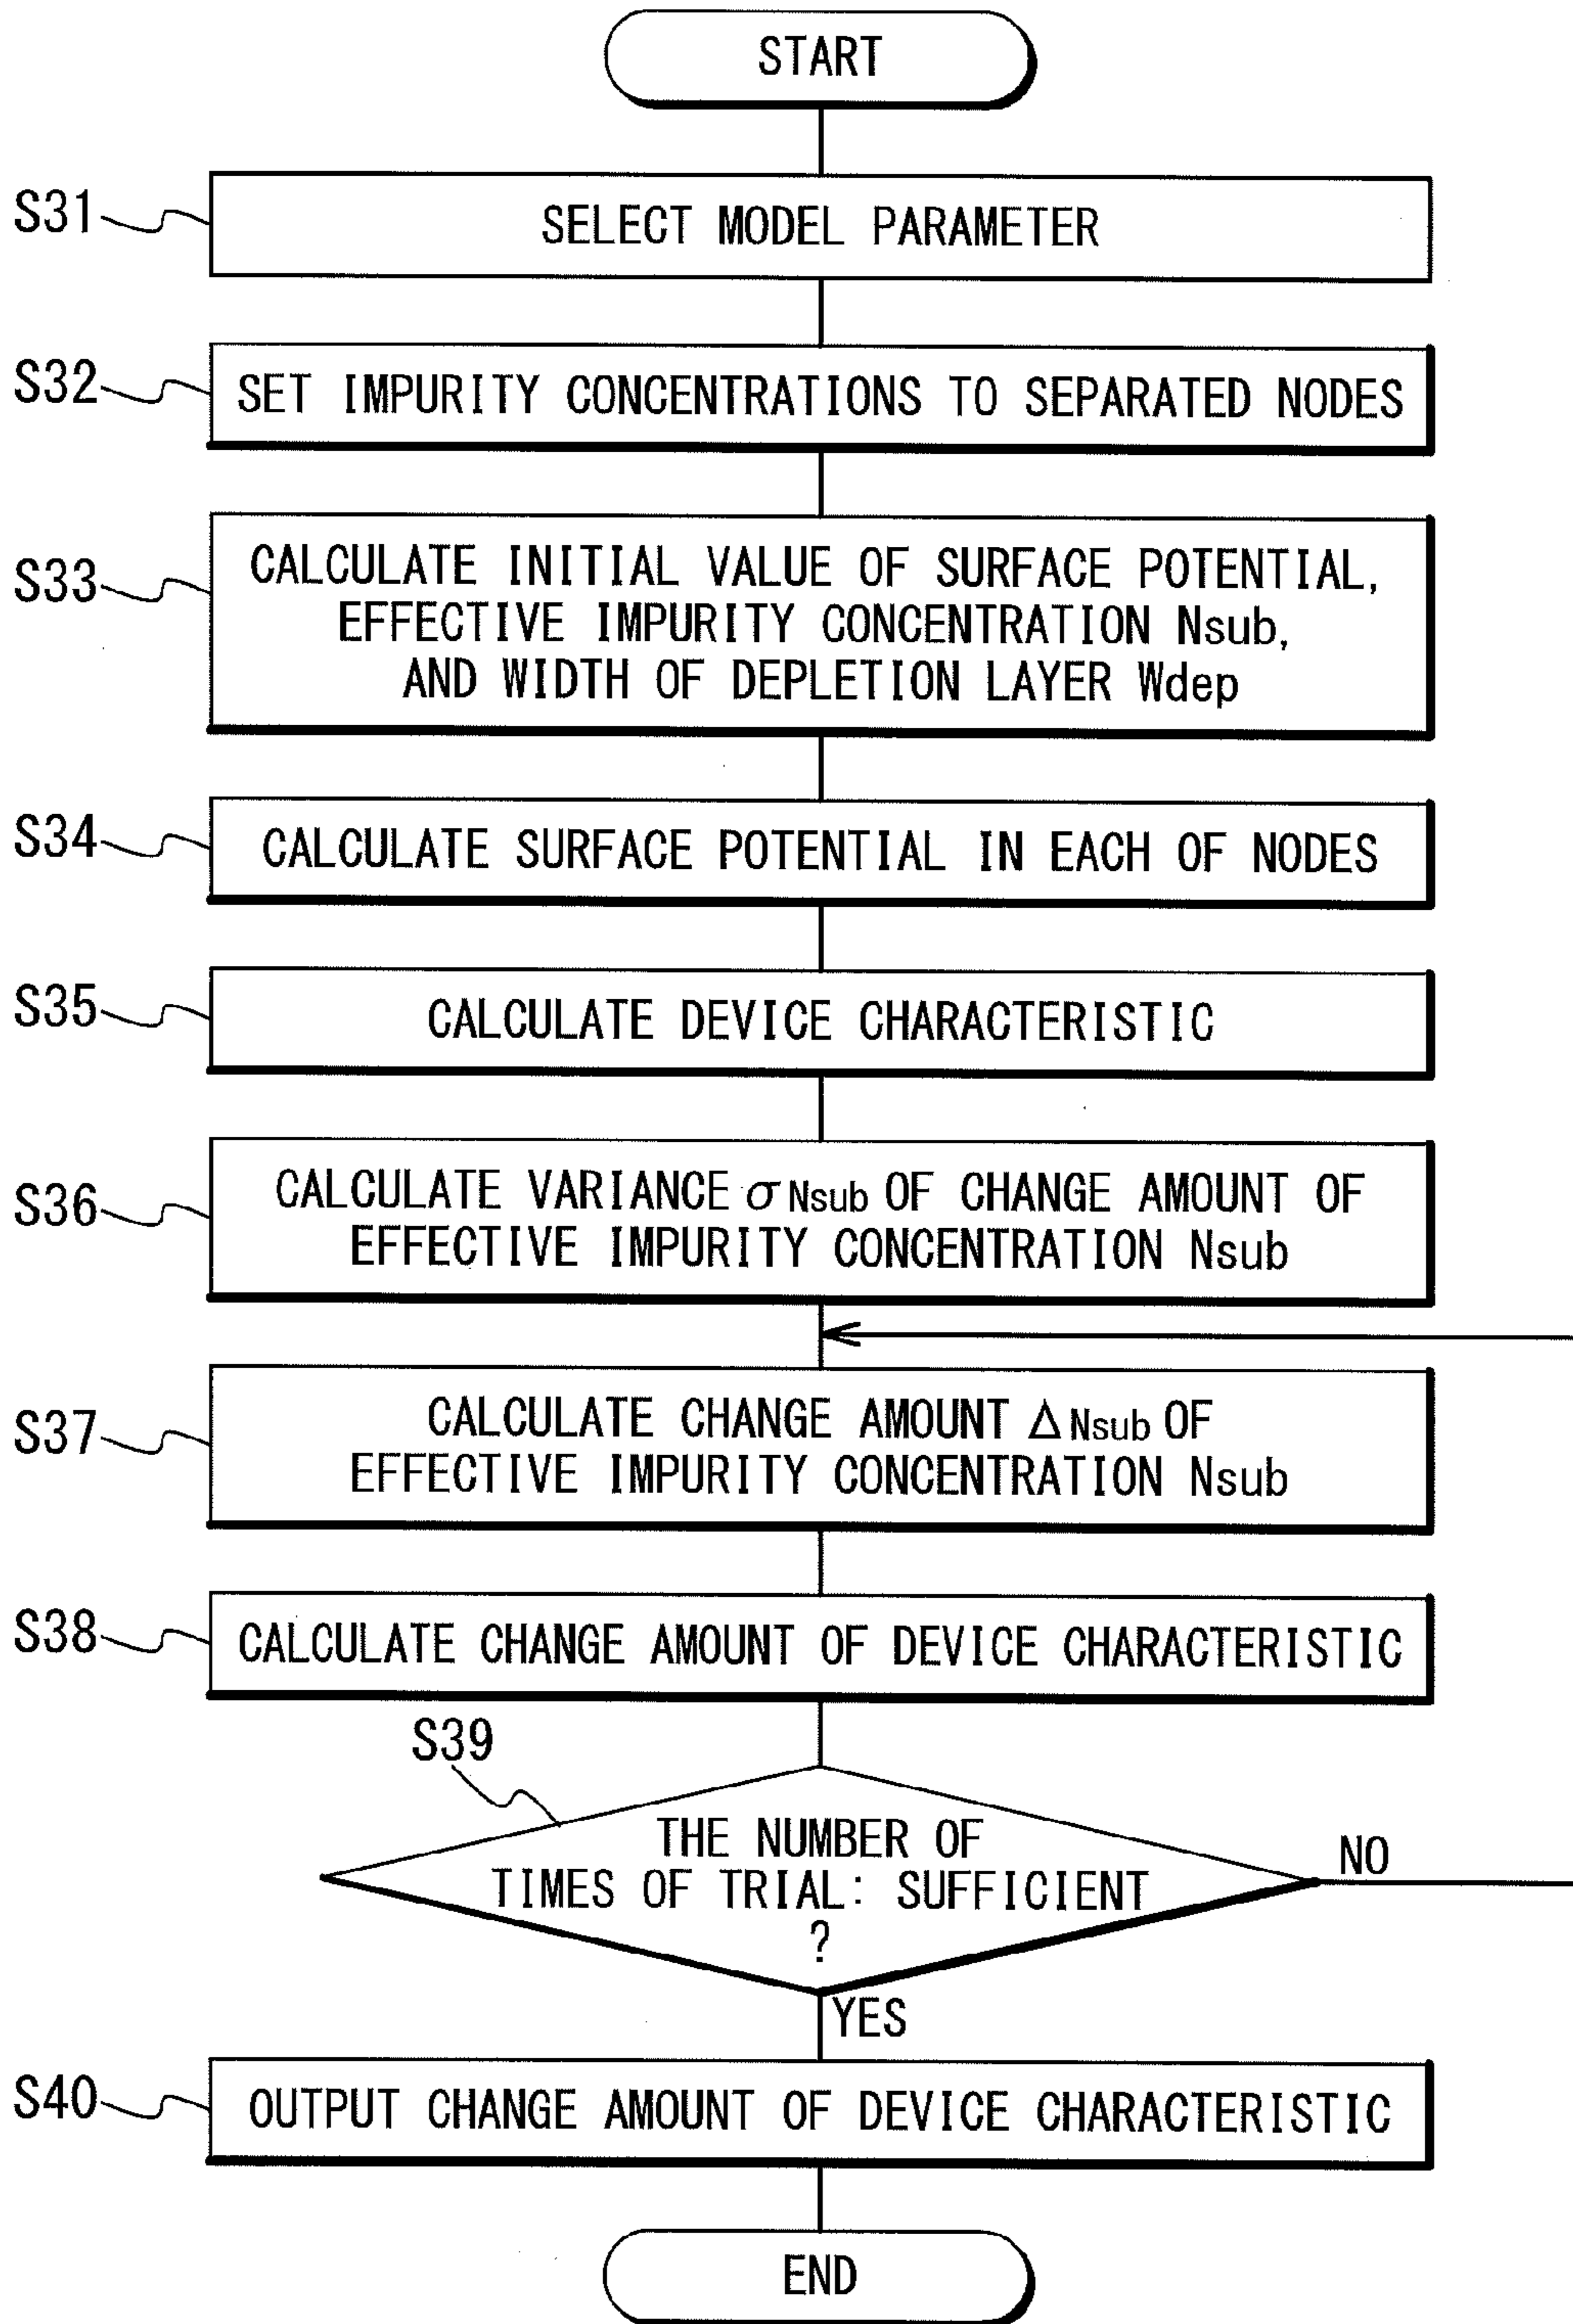 START
S31
SELECT MODEL PARAMETER
S32
SET IMPURITY CONCENTRATIONS TO SEPARATED NODES
S33
CALCULATE INITIAL VALUE OF SURFACE POTENTIAL,
EFFECTIVE IMPURITY CONCENTRATION Nsub,
AND WIDTH OF DEPLETION LAYER Wdep
S34
CALCULATE SURFACE POTENTIAL IN EACH OF NODES
S35
CALCULATE DEVICE CHARACTERISTIC
S36
CALCULATE VARIANCE σNsub OF CHANGE AMOUNT OF
EFFECTIVE IMPURITY CONCENTRATION Nsub
S37
CALCULATE CHANGE AMOUNT ΔNsub OF
EFFECTIVE IMPURITY CONCENTRATION Nsub
S38
CALCULATE CHANGE AMOUNT OF DEVICE CHARACTERISTIC
S39
THE NUMBER OF
TIMES OF TRIAL: SUFFICIENT
?
NO
YES
S40
OUTPUT CHANGE AMOUNT OF DEVICE CHARACTERISTIC
END